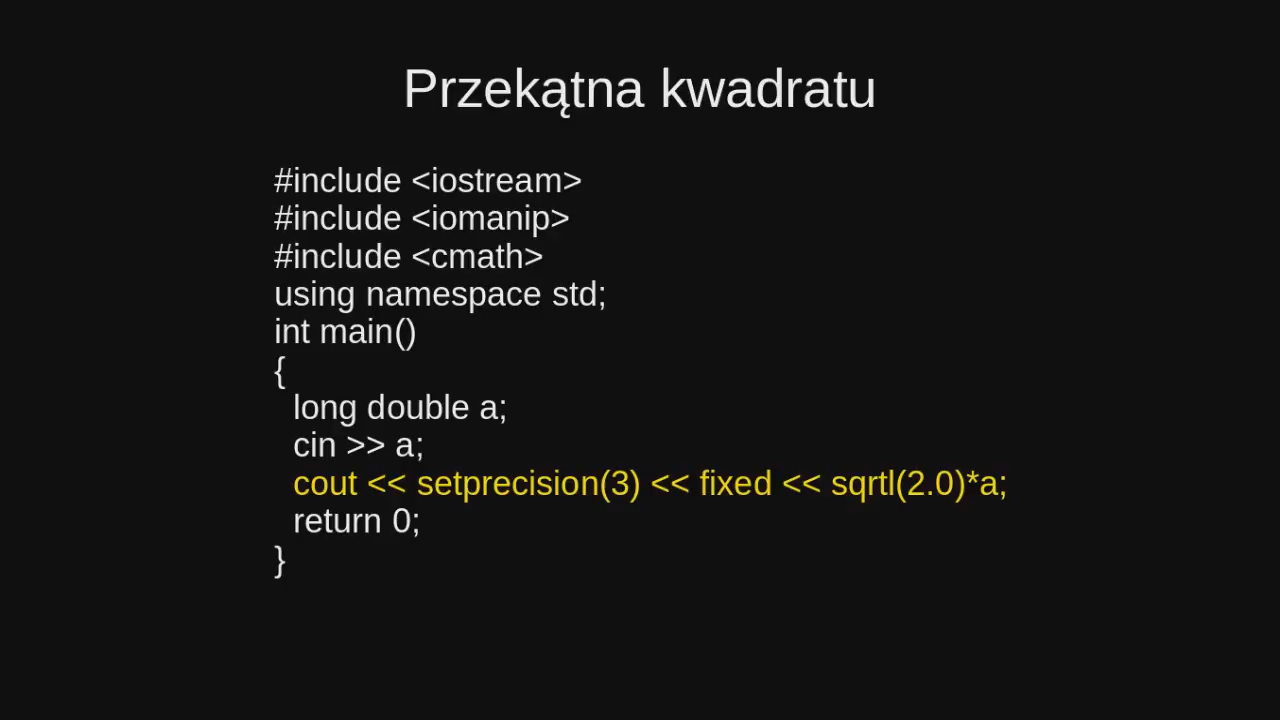 Przekątna kwadratu
#include <iostream>
#include <iomanip>
#include <cmath>
using namespace std;
int main()
{
  long double a;
  cin >> a;
  cout << setprecision(3) << fixed << sqrtl(2.0)*a;
  return 0;
}